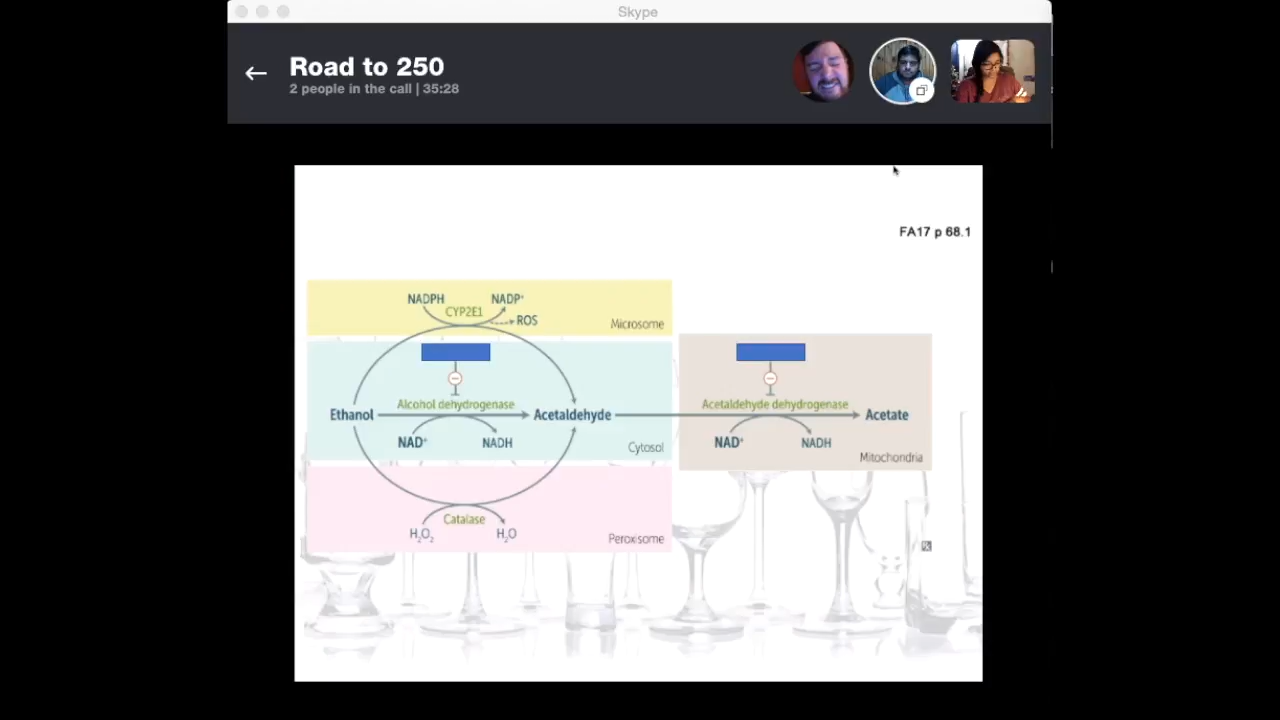 Skype
Road to 250
2 people in the call | 35:28
FA17 p 68.1
NADPH
NADP+
CYP2E1
ROS
Microsome
Alcohol dehydrogenase
Acetaldehyde dehydrogenase
Ethanol
Acetaldehyde
Acetate
NAD+
NADH
NAD+
NADH
Cytosol
Mitochondria
Catalase
H2O2
H2O
Peroxisome